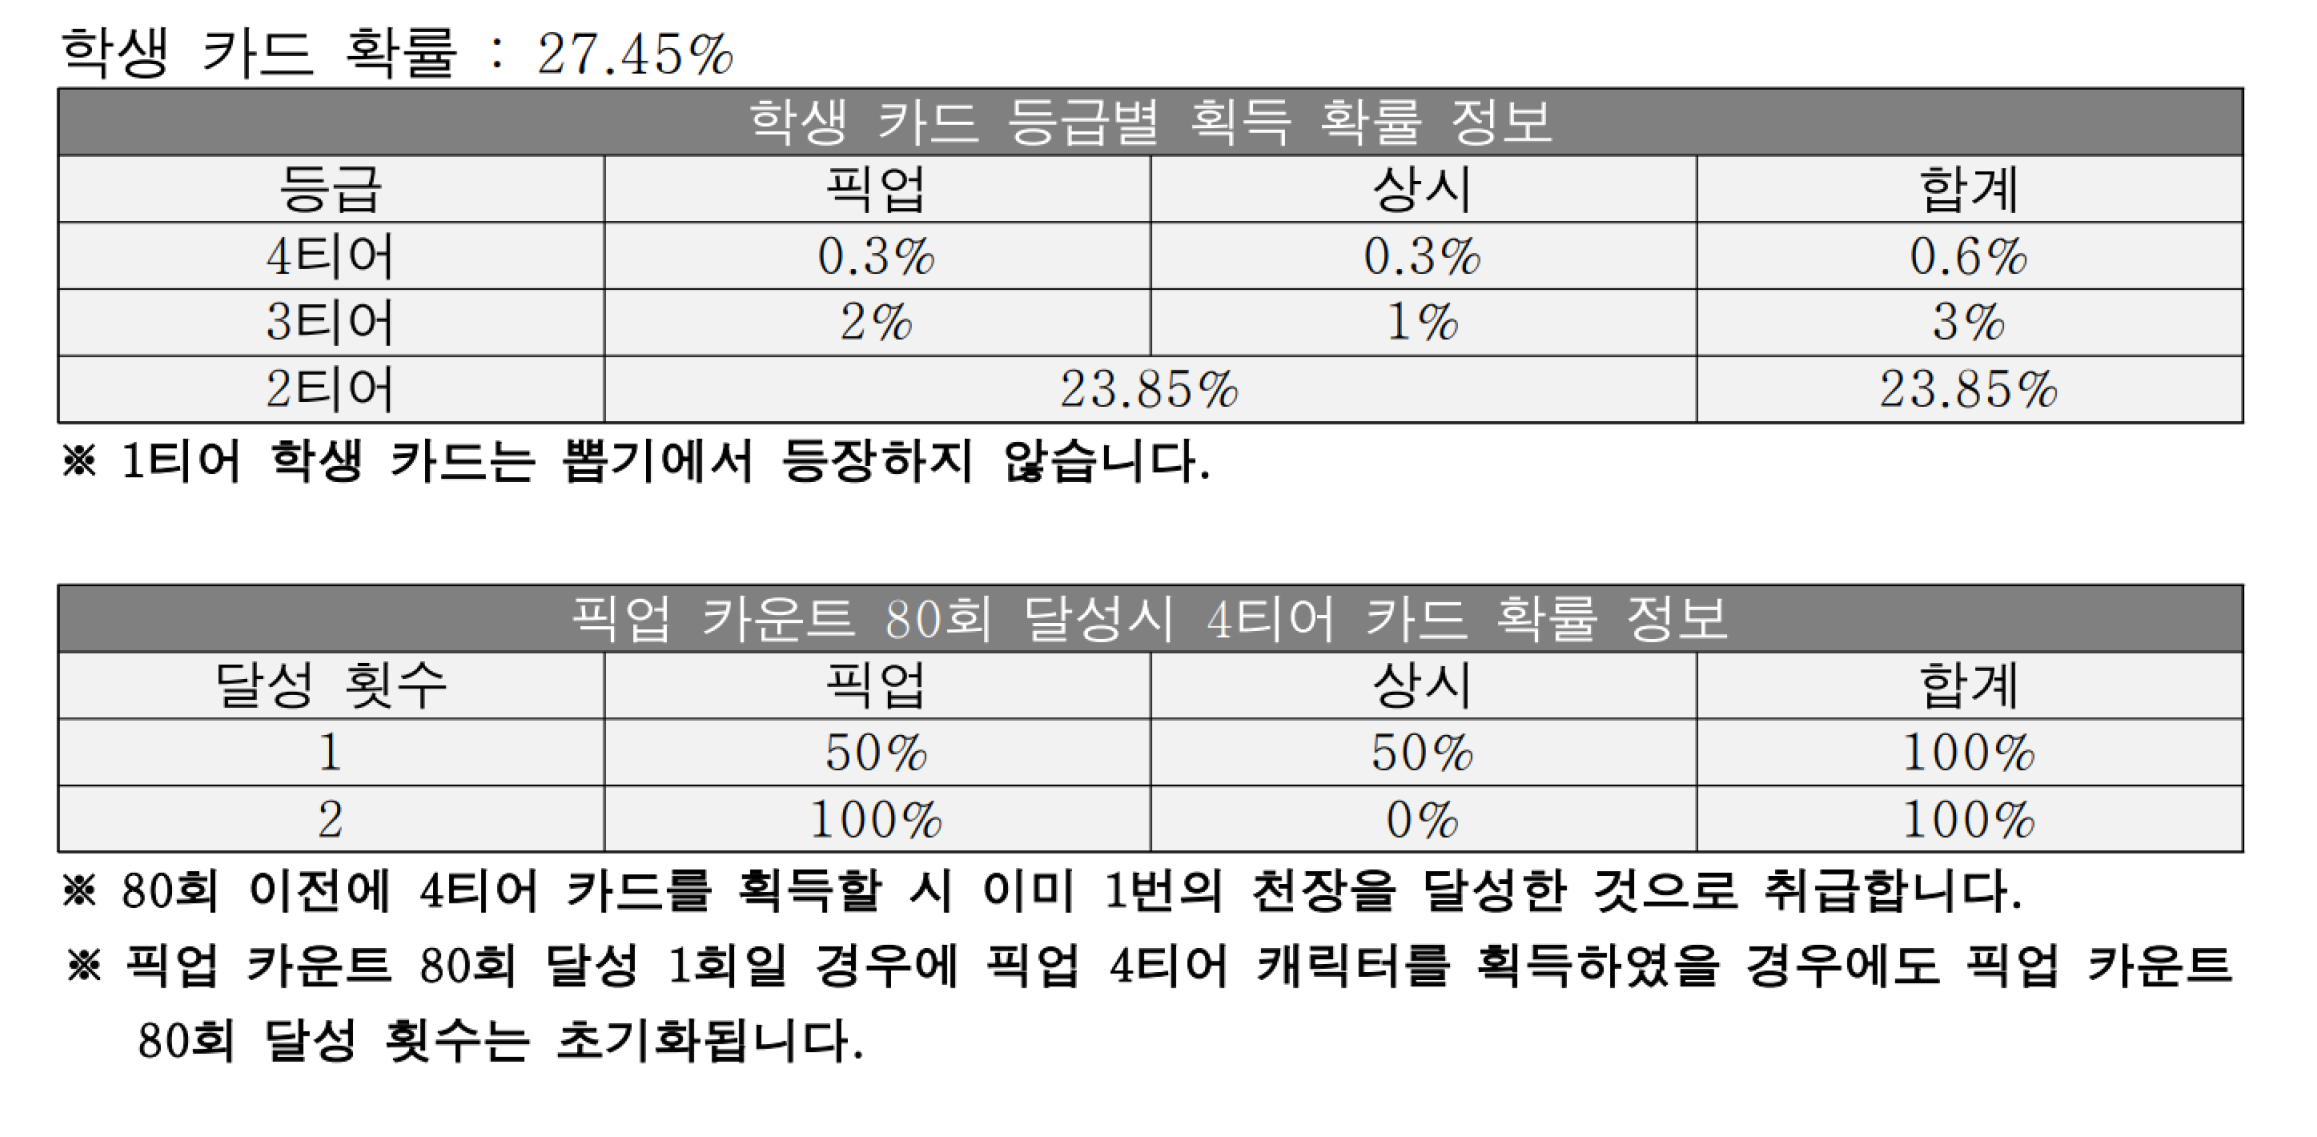 학생 카드 확률 : 27.45%
학생 카드 등급별 획득 확률 정보
등급 픽업 상시 합계
4티어 0.3% 0.3% 0.6%
3티어 2% 1% 3%
2티어 23.85% 23.85%
※ 1티어 학생 카드는 뽑기에서 등장하지 않습니다.
픽업 카운트 80회 달성시 4티어 카드 확률 정보
달성 횟수 픽업 상시 합계
1 50% 50% 100%
2 100% 0% 100%
※ 80회 이전에 4티어 카드를 획득할 시 이미 1번의 천장을 달성한 것으로 취급합니다.
※ 픽업 카운트 80회 달성 1회일 경우에 픽업 4티어 캐릭터를 획득하였을 경우에도 픽업 카운트
80회 달성 횟수는 초기화됩니다.